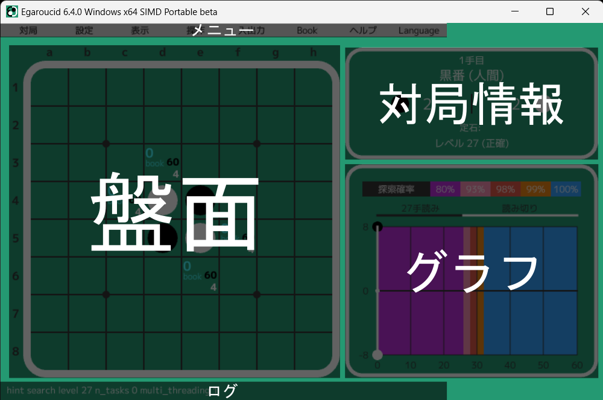 Egaroucid 6.4.0 Windows x64 SIMD Portable beta
対局 設定 表示 入出力 Book ヘルプ Language
メニュー
a b c d e f g h
1
2
3
4
5
6
7
8
0
book 60
4
0
book 60
4
盤面
1手目
黒番 (人間)
対局情報
定石:
レベル 27 (正確)
探索確率 80% 93% 98% 99% 100%
27手読み 読み切り
グラフ
8
0
-8
0 10 20 30 40 50 60
ログ
hint search level 27 n_tasks 0 multi_threading